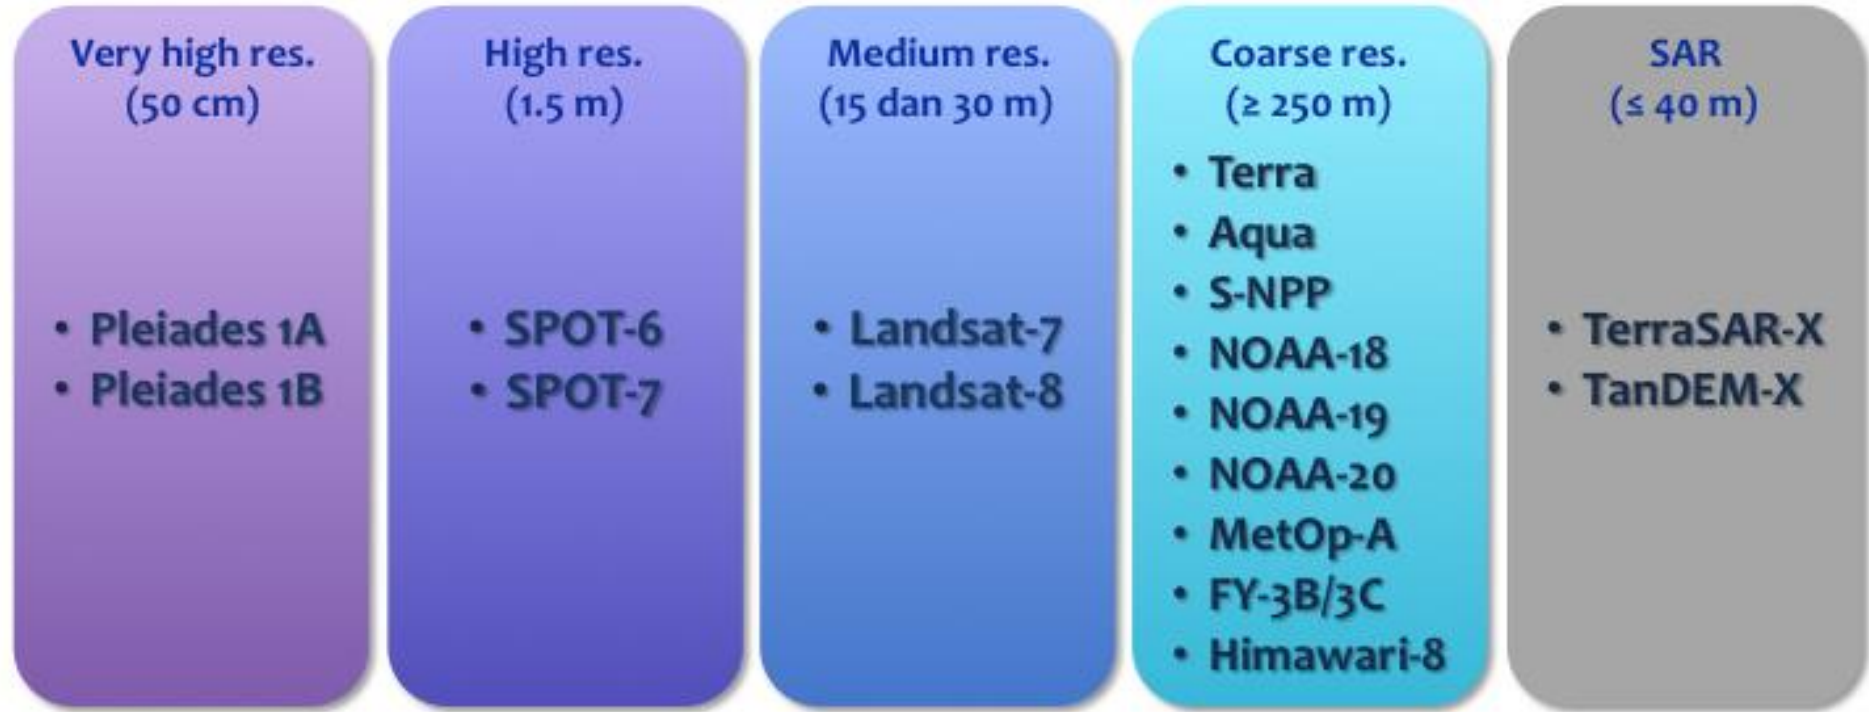 Very high res.
(50 cm)
• Pleiades 1A
• Pleiades 1B
High res.
(1.5 m)
• SPOT-6
• SPOT-7
Medium res.
(15 dan 30 m)
• Landsat-7
• Landsat-8
Coarse res.
(≥ 250 m)
• Terra
• Aqua
• S-NPP
• NOAA-18
• NOAA-19
• NOAA-20
• MetOp-A
• FY-3B/3C
• Himawari-8
SAR
(≤ 40 m)
• TerraSAR-X
• TanDEM-X